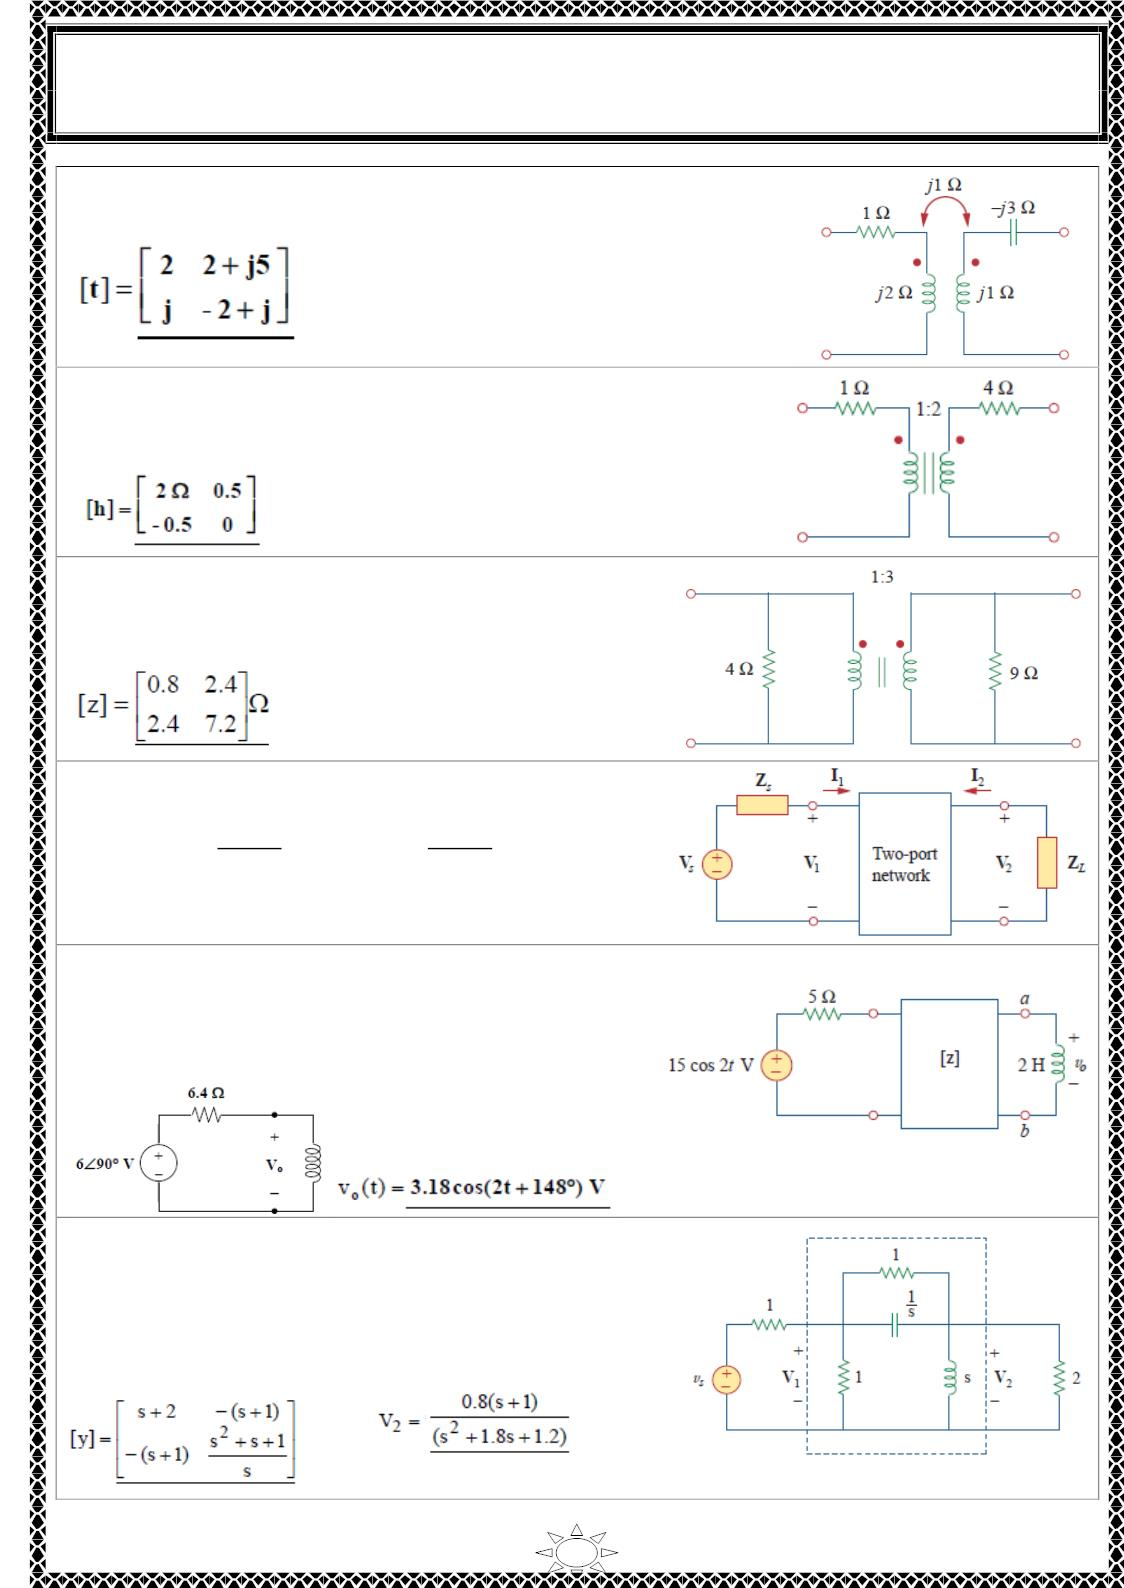 j1 Ω
1 Ω
–j3 Ω
j2 Ω
j1 Ω
[t] = [ 2 2 + j5
j - 2 + j ]
1 Ω
4 Ω
1:2
[h] = [ 2 Ω 0.5
- 0.5 0 ]
1:3
4 Ω
9 Ω
[z] = [ 0.8 2.4
2.4 7.2 ] Ω
Zs
I1
I2
+
+
Vs
+
–
V1
Two-port
network
V2
ZL
–
–
5 Ω
a
15 cos 2t V
+
–
[z]
2 H
+
vo
–
b
6.4 Ω
6∠90° V
+
–
+
Vo
–
vo(t) = 3.18 cos(2t + 148°) V
1
1
1/s
vs
+
–
+
V1
–
1
s
+
V2
–
2
[y] = [ s + 2 – (s + 1)
– (s + 1) (s² + s + 1)/s ]
V2 = 0.8(s + 1)
(s² + 1.8s + 1.2)